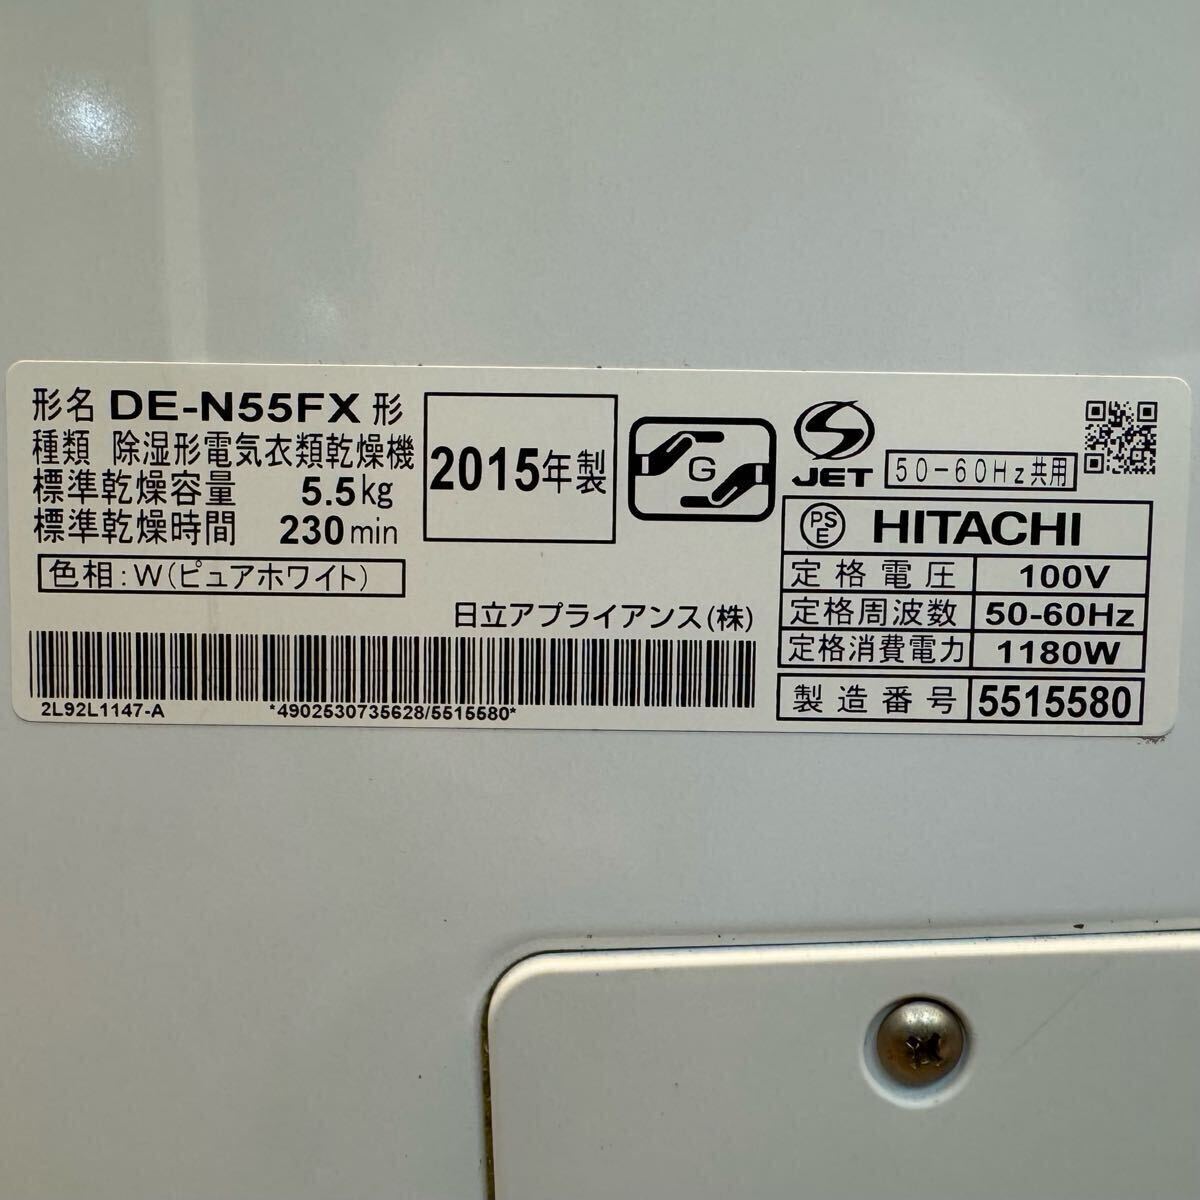 形名 DE-N55FX 形
種類 除湿形電気衣類乾燥機
標準乾燥容量 5.5kg
標準乾燥時間 230min
色相:W(ピュアホワイト)
2015年製
G
JET
50-60Hz共用
PSE HITACHI
定格電圧 100V
定格周波数 50-60Hz
定格消費電力 1180W
製造番号 5515580
日立アプライアンス(株)
2L92L1147-A
*4902530735628/5515580*